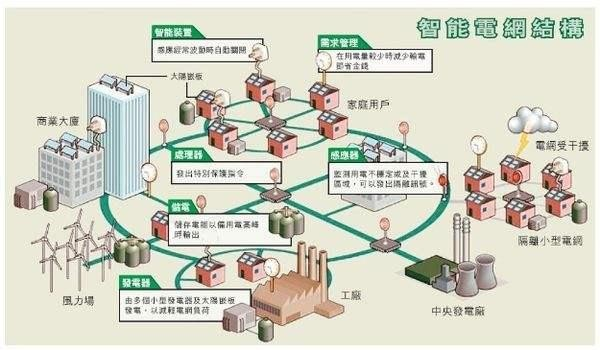 智能電網結構
智能裝置
感應經常波動時自動關閉
需求管理
在用電量較少時減少輸電
節省金錢
太陽嵌板
商業大廈
家庭用戶
電網受干擾
處理器
發出特別保護指令
感應器
監測用電不穩定或及干擾
區域，可以發出隔離訊號。
儲電
儲存電能以備用電高峰
時輸出
隔離小型電網
發電器
由多個小型發電器及太陽嵌板
發電，以減輕電網負荷
風力場
工廠
中央發電廠